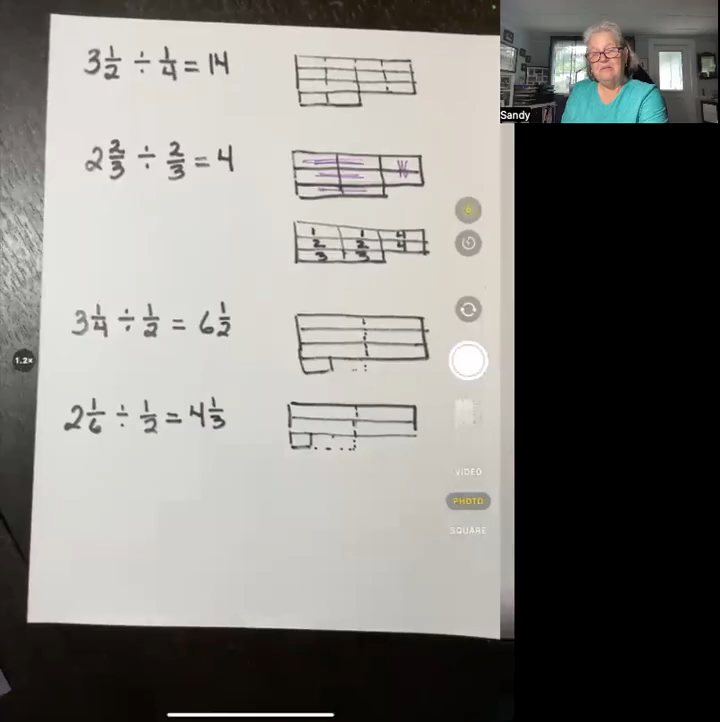 3 1/2 ÷ 1/4 = 14
2 2/3 ÷ 2/3 = 4
1 1 4
2 2 4
3 3
3 1/4 ÷ 1/2 = 6 1/2
2 1/6 ÷ 1/2 = 4 1/3
Sandy
1.2×
VIDEO
PHOTO
SQUARE